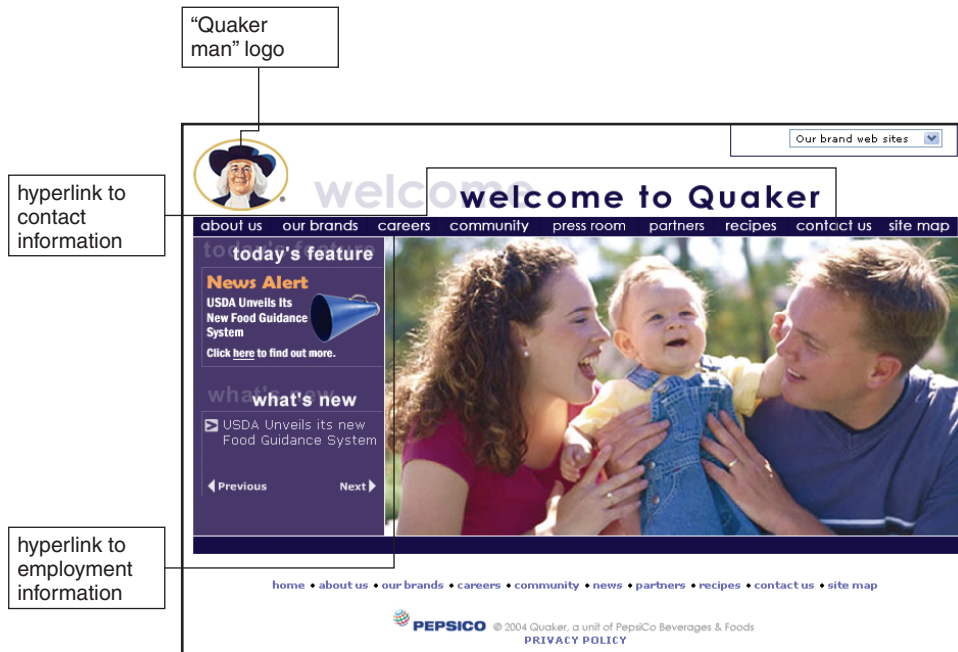 “Quaker
man” logo
Our brand web sites
hyperlink to
contact
information
welcome
welcome to Quaker
®
about us our brands careers community press room partners recipes contact us site map
today's feature
today's feature
News Alert
USDA Unveils Its
New Food Guidance
System
Click here to find out more.
what's new
what's new
USDA Unveils its new
Food Guidance System
Previous Next
hyperlink to
employment
information
home • about us • our brands • careers • community • news • partners • recipes • contact us • site map
PEPSICO © 2004 Quaker, a unit of PepsiCo Beverages & Foods
PRIVACY POLICY